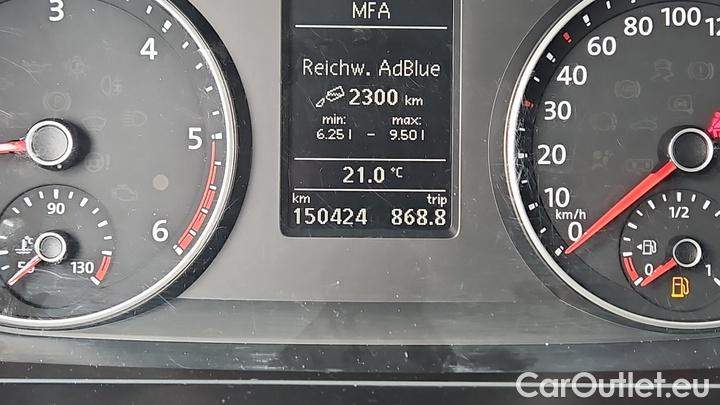 MFA
Reichw. AdBlue
2300 km
min: max:
6.25 l – 9.50 l
21.0 °C
km trip
150424 868.8
3
4
5
6
90
50
130
0
10
20
30
40
60
80
100
km/h
1/2
0
1
CarOutlet.eu